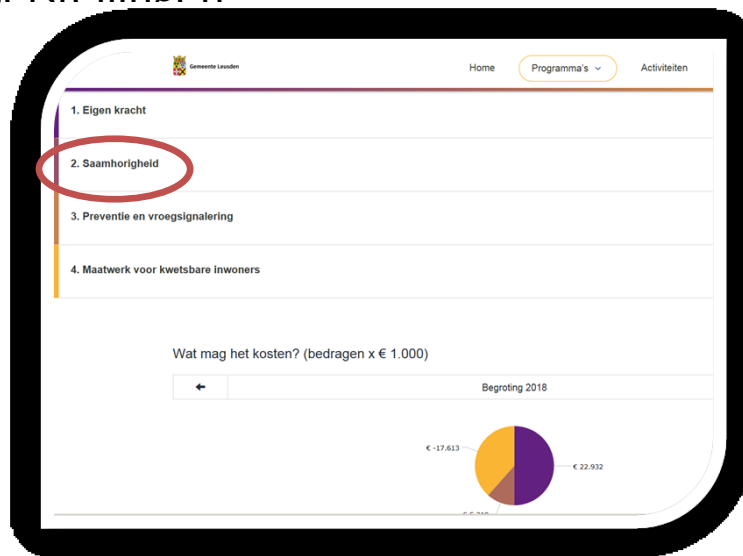 Gemeente Leusden
Home Programma's Activiteiten
1. Eigen kracht
2. Saamhorigheid
3. Preventie en vroegsignalering
4. Maatwerk voor kwetsbare inwoners
Wat mag het kosten? (bedragen x € 1.000)
Begroting 2018
€ -17.613
€ 22.932